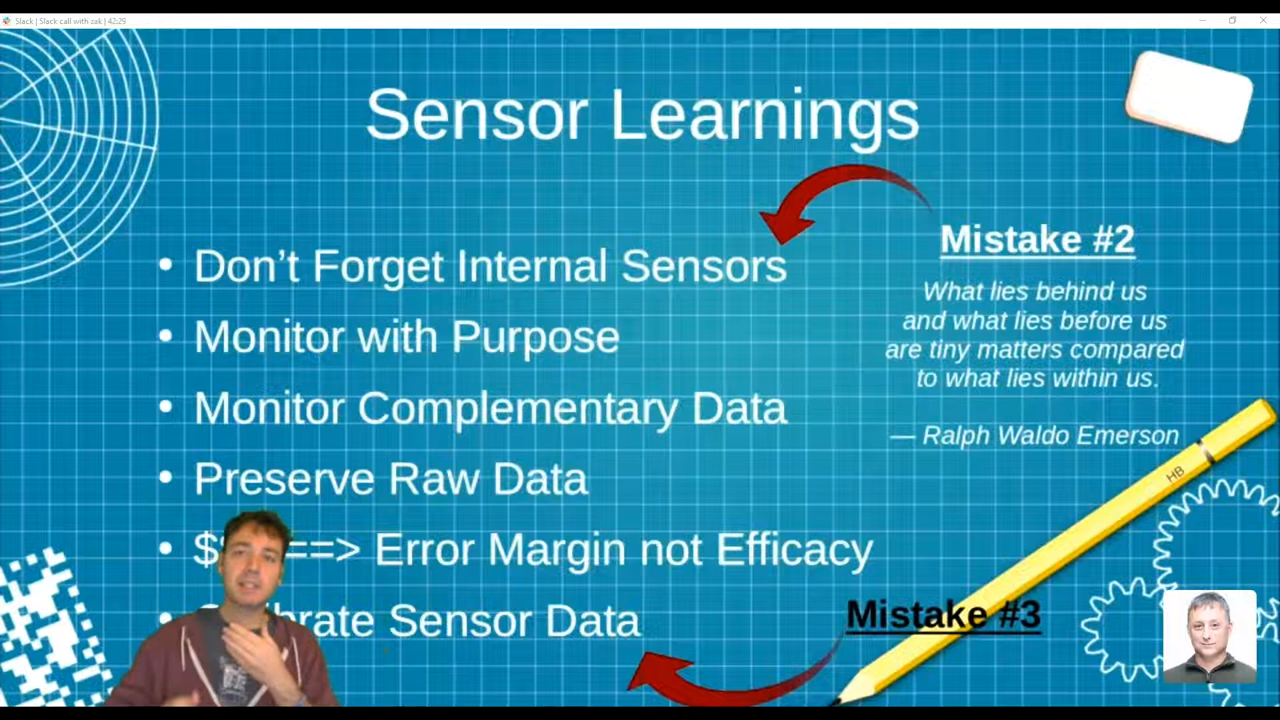 Slack | Slack call with zak | 42:29
Sensor Learnings
Mistake #2
• Don’t Forget Internal Sensors
What lies behind us
and what lies before us
are tiny matters compared
to what lies within us.
— Ralph Waldo Emerson
• Monitor with Purpose
• Monitor Complementary Data
• Preserve Raw Data
• ==> Error Margin not Efficacy
• Sensor Data
Mistake #3
HB